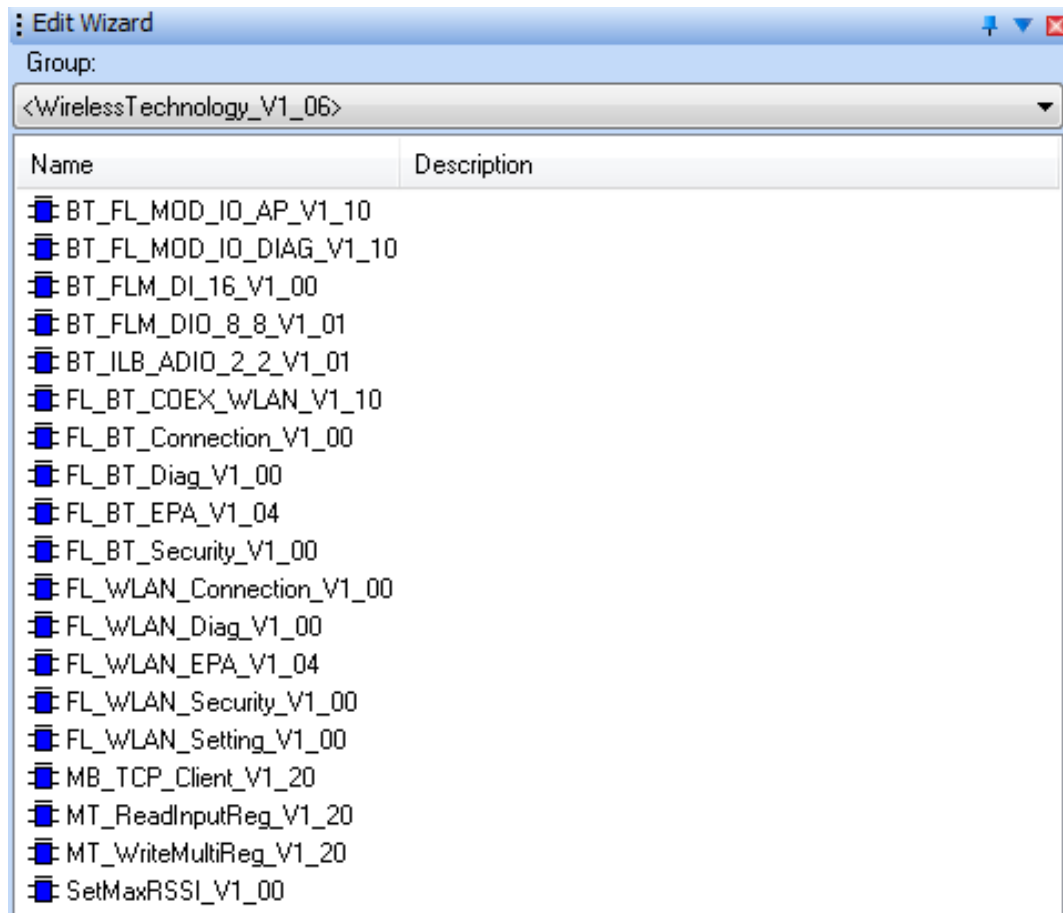 Edit Wizard
Group:
<WirelessTechnology_V1_06>
Name Description
BT_FL_MOD_IO_AP_V1_10
BT_FL_MOD_IO_DIAG_V1_10
BT_FLM_DI_16_V1_00
BT_FLM_DIO_8_8_V1_01
BT_ILB_ADIO_2_2_V1_01
FL_BT_COEX_WLAN_V1_10
FL_BT_Connection_V1_00
FL_BT_Diag_V1_00
FL_BT_EPA_V1_04
FL_BT_Security_V1_00
FL_WLAN_Connection_V1_00
FL_WLAN_Diag_V1_00
FL_WLAN_EPA_V1_04
FL_WLAN_Security_V1_00
FL_WLAN_Setting_V1_00
MB_TCP_Client_V1_20
MT_ReadInputReg_V1_20
MT_WriteMultiReg_V1_20
SetMaxRSSI_V1_00